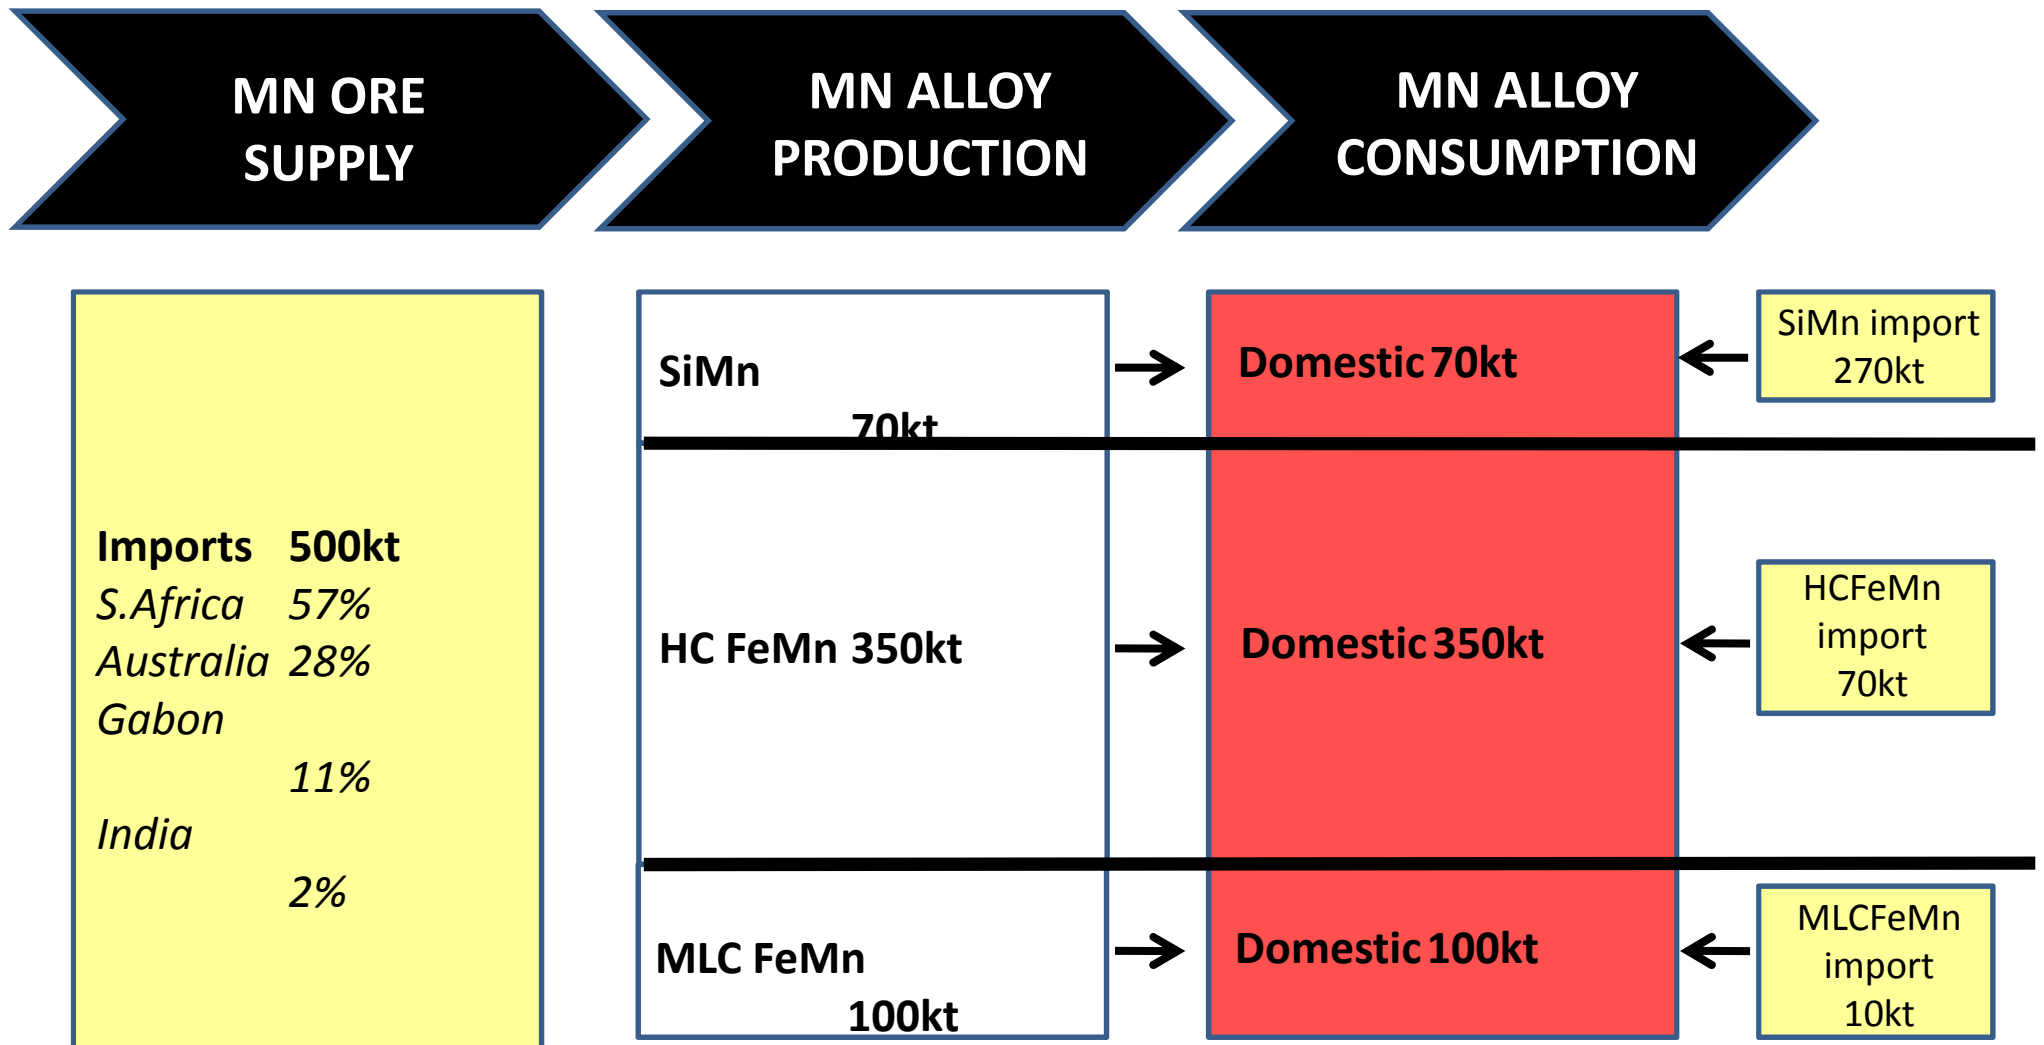 MN ORE
SUPPLY
MN ALLOY
PRODUCTION
MN ALLOY
CONSUMPTION
Imports 500kt
S.Africa 57%
Australia 28%
Gabon
11%
India
2%
SiMn
70kt
HC FeMn 350kt
MLC FeMn
100kt
Domestic 70kt
Domestic 350kt
Domestic 100kt
SiMn import
270kt
HCFeMn
import
70kt
MLCFeMn
import
10kt